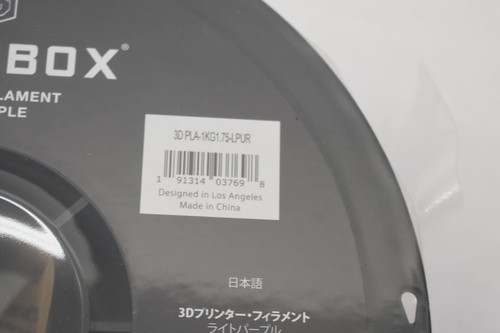 BOX®
LAMENT
PLE
3D PLA-1KG1.75-LPUR
1 91314 03769 8
Designed in Los Angeles
Made in China
日本語
3Dプリンター・フィラメント
ライトパープル